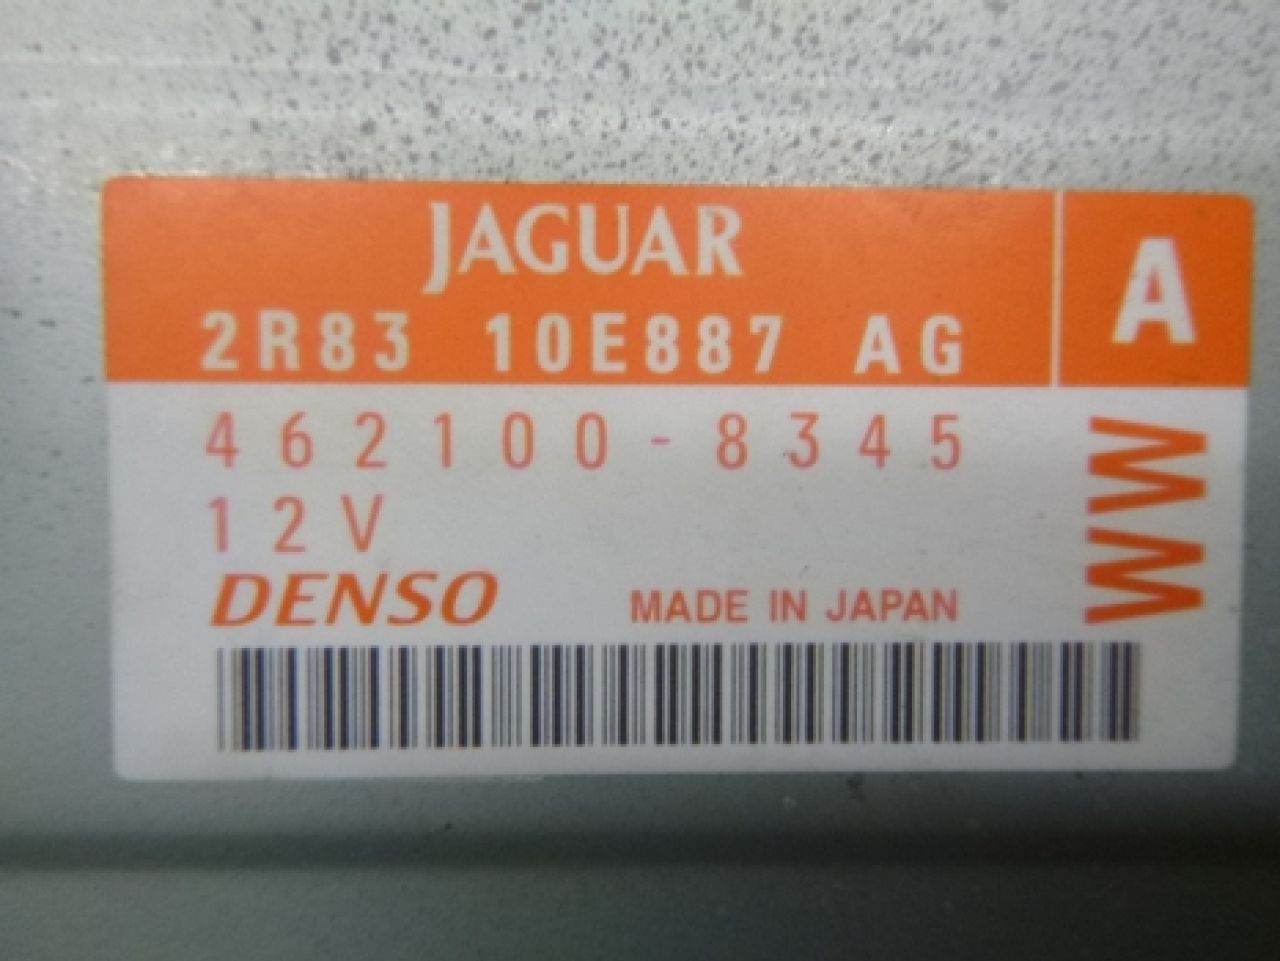 JAGUAR
2R83 10E887 AG
A
462100-8345
12V
WW
DENSO
MADE IN JAPAN